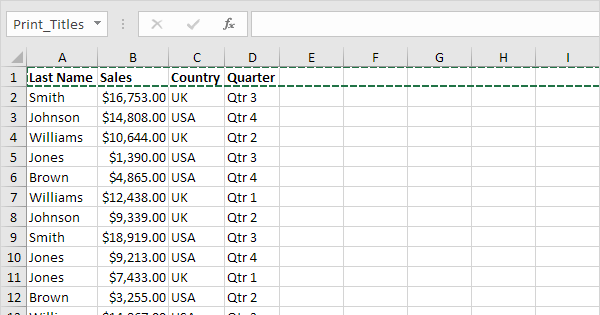 Print_Titles fx
A B C D E F G H I
1 Last Name Sales Country Quarter
2 Smith $16,753.00 UK Qtr 3
3 Johnson $14,808.00 USA Qtr 4
4 Williams $10,644.00 UK Qtr 2
5 Jones $1,390.00 USA Qtr 3
6 Brown $4,865.00 USA Qtr 4
7 Williams $12,438.00 UK Qtr 1
8 Johnson $9,339.00 UK Qtr 2
9 Smith $18,919.00 USA Qtr 3
10 Jones $9,213.00 USA Qtr 4
11 Jones $7,433.00 UK Qtr 1
12 Brown $3,255.00 USA Qtr 2